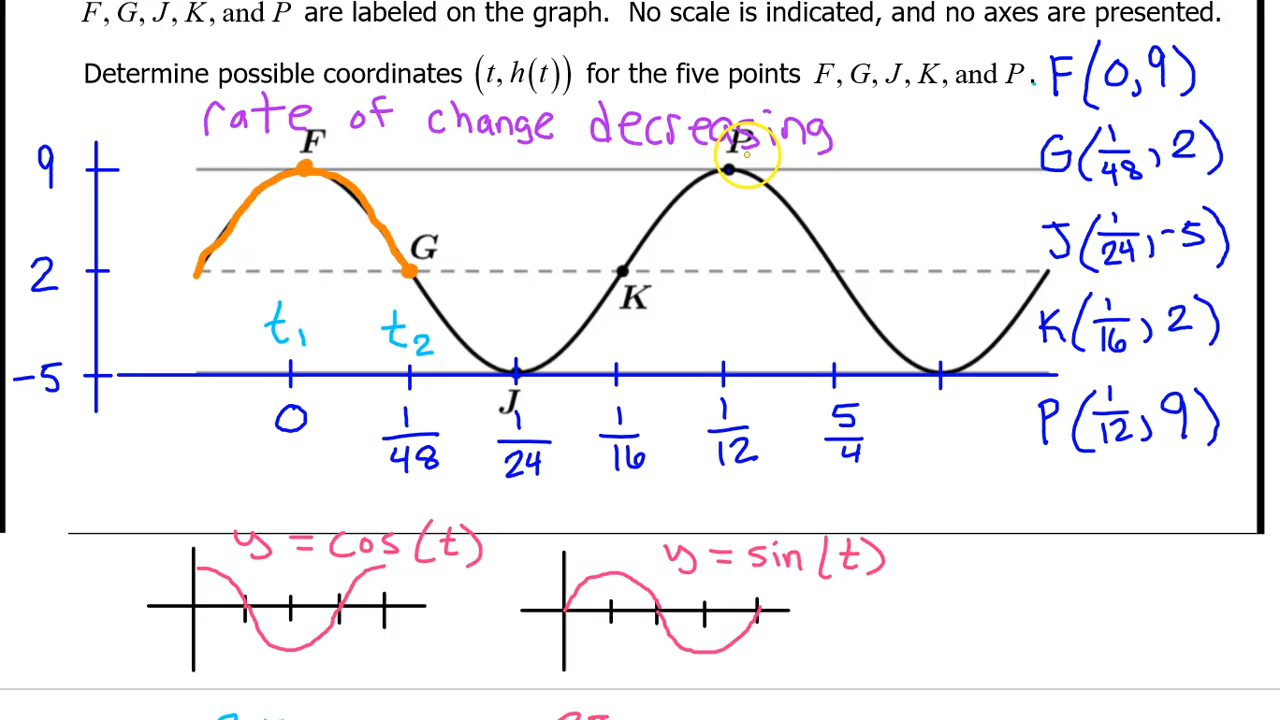 F, G, J, K, and P are labeled on the graph. No scale is indicated, and no axes are presented.
Determine possible coordinates (t, h(t)) for the five points F, G, J, K, and P.
F(0,9)
rate of change decreasing
F
P
9
G(1/48, 2)
G
J(1/24, -5)
2
K
t₁
t₂
K(1/16, 2)
-5
J
0
1/48
1/24
1/16
1/12
5/4
P(1/12, 9)
y = cos(t)
y = sin(t)